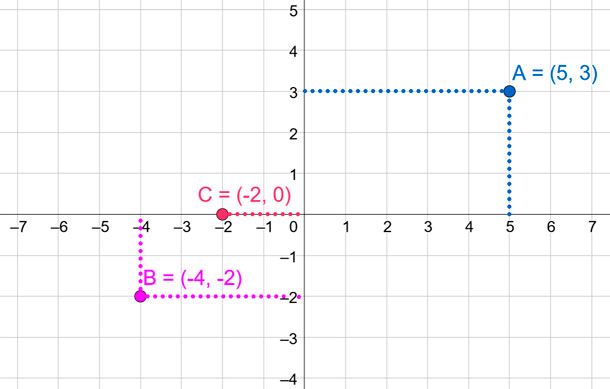 5
4
A = (5, 3)
3
2
1
C = (-2, 0)
–7 –6 –5 –4 –3 –2 –1 0 1 2 3 4 5 6 7
–1
B = (-4, -2)
–2
–3
–4